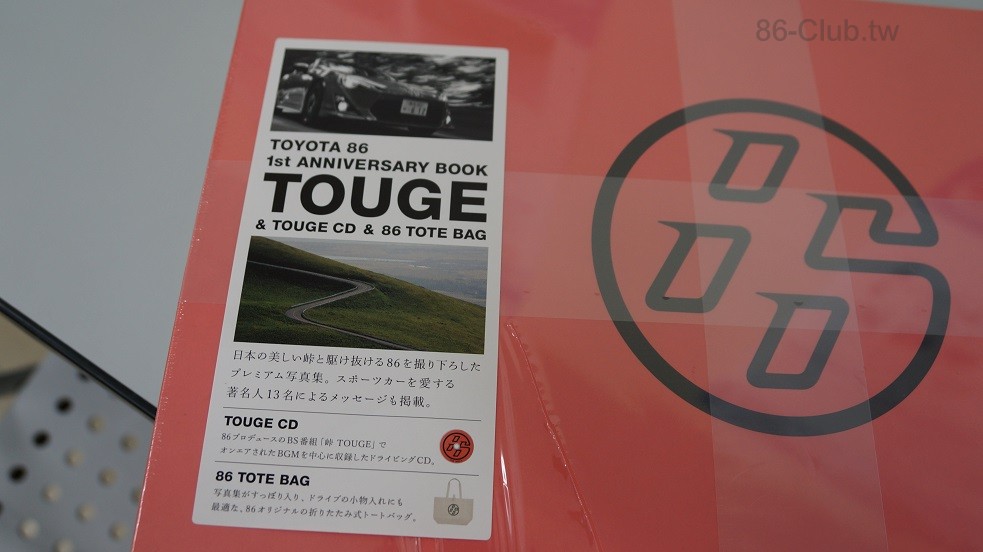 86-Club.tw
TOYOTA 86
1st ANNIVERSARY BOOK
TOUGE
& TOUGE CD & 86 TOTE BAG
日本の美しい峠と駆け抜ける86を撮り下ろした
プレミアム写真集。スポーツカーを愛する
著名人13名によるメッセージも掲載。
TOUGE CD
86プロデュースのBS番組「峠 TOUGE」で
オンエアされたBGMを中心に収録したドライビングCD。
86 TOTE BAG
写真集がすっぽり入り、ドライブの小物入れにも
最適な、86オリジナルの折りたたみ式トートバッグ。